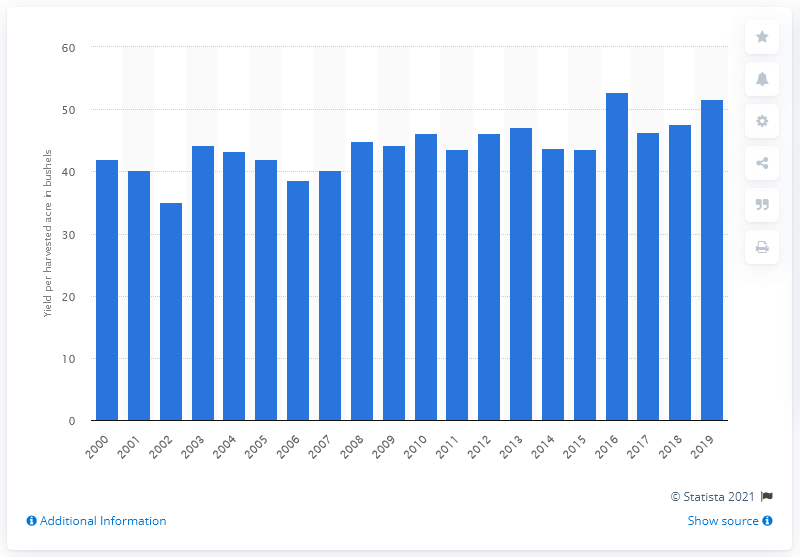 60
50
40
30
20
10
0
Yield per harvested acre in bushels
2000 2001 2002 2003 2004 2005 2006 2007 2008 2009 2010 2011 2012 2013 2014 2015 2016 2017 2018 2019
© Statista 2021
Additional Information
Show source